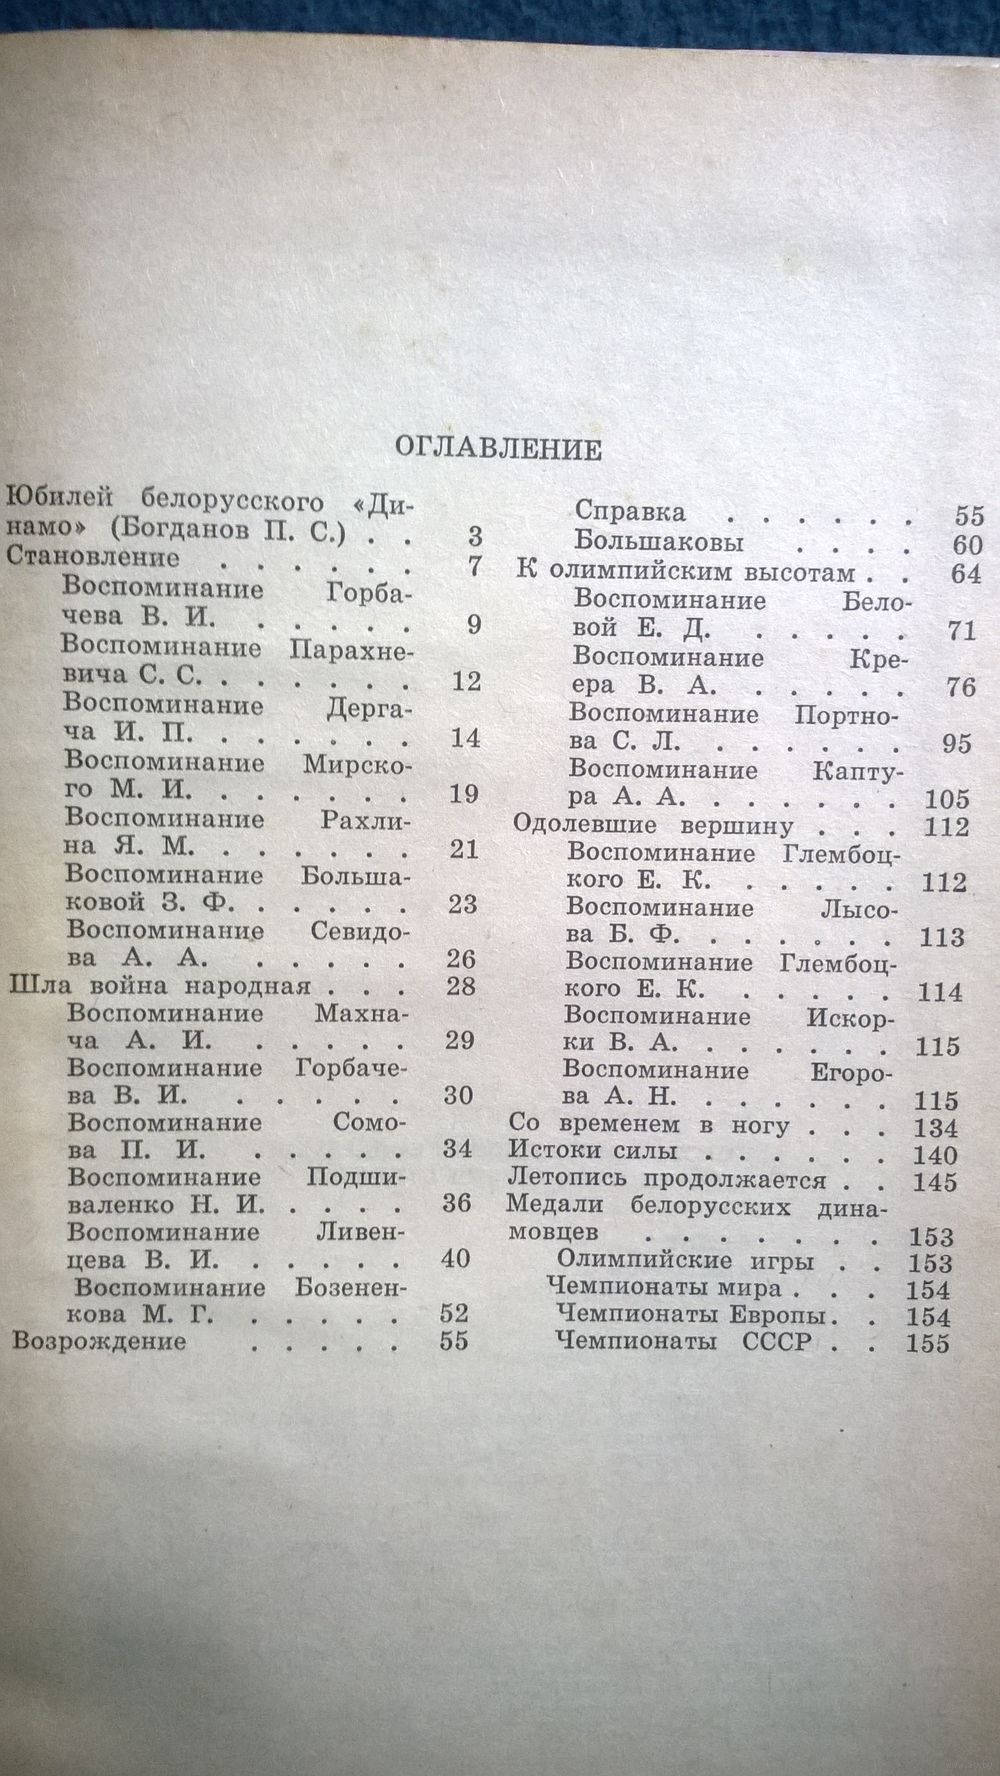 ОГЛАВЛЕНИЕ
Юбилей белорусского «Ди-
намо» (Богданов П. С.) . . 3
Становление . . . . . . 7
Воспоминание Горба-
чева В. И. . . . . . 9
Воспоминание Парахне-
вича С. С. . . . . . . 12
Воспоминание Дерга-
ча И. П. . . . . . . 14
Воспоминание Мирско-
го М. И. . . . . . . 19
Воспоминание Рахли-
на Я. М. . . . . . . 21
Воспоминание Больша-
ковой З. Ф. . . . . . 23
Воспоминание Севидо-
ва А. А. . . . . . 26
Шла война народная . . . 28
Воспоминание Махна-
ча А. И. . . . . . 29
Воспоминание Горбаче-
ва В. И. . . . . . 30
Воспоминание Сомо-
ва П. И. . . . . . 34
Воспоминание Подши-
валенко Н. И. . . . . 36
Воспоминание Ливен-
цева В. И. . . . . . 40
Воспоминание Бозенен-
кова М. Г. . . . . . 52
Возрождение . . . . . 55
Справка . . . . . . 55
Большаковы . . . . 60
К олимпийским высотам . . 64
Воспоминание Бело-
вой Е. Д. . . . . . 71
Воспоминание Кре-
ера В. А. . . . . . 76
Воспоминание Портно-
ва С. Л. . . . . . . 95
Воспоминание Капту-
ра А. А. . . . . . . 105
Одолевшие вершину . . . 112
Воспоминание Глембоц-
кого Е. К. . . . . . 112
Воспоминание Лысо-
ва Б. Ф. . . . . . . 113
Воспоминание Глембоц-
кого Е. К. . . . . . 114
Воспоминание Искор-
ки В. А. . . . . . . 115
Воспоминание Егоро-
ва А. Н. . . . . . . 115
Со временем в ногу . . . 134
Истоки силы . . . . . . 140
Летопись продолжается . . 145
Медали белорусских дина-
мовцев . . . . . . . 153
Олимпийские игры . . 153
Чемпионаты мира . . . 154
Чемпионаты Европы . . 154
Чемпионаты СССР . . 155